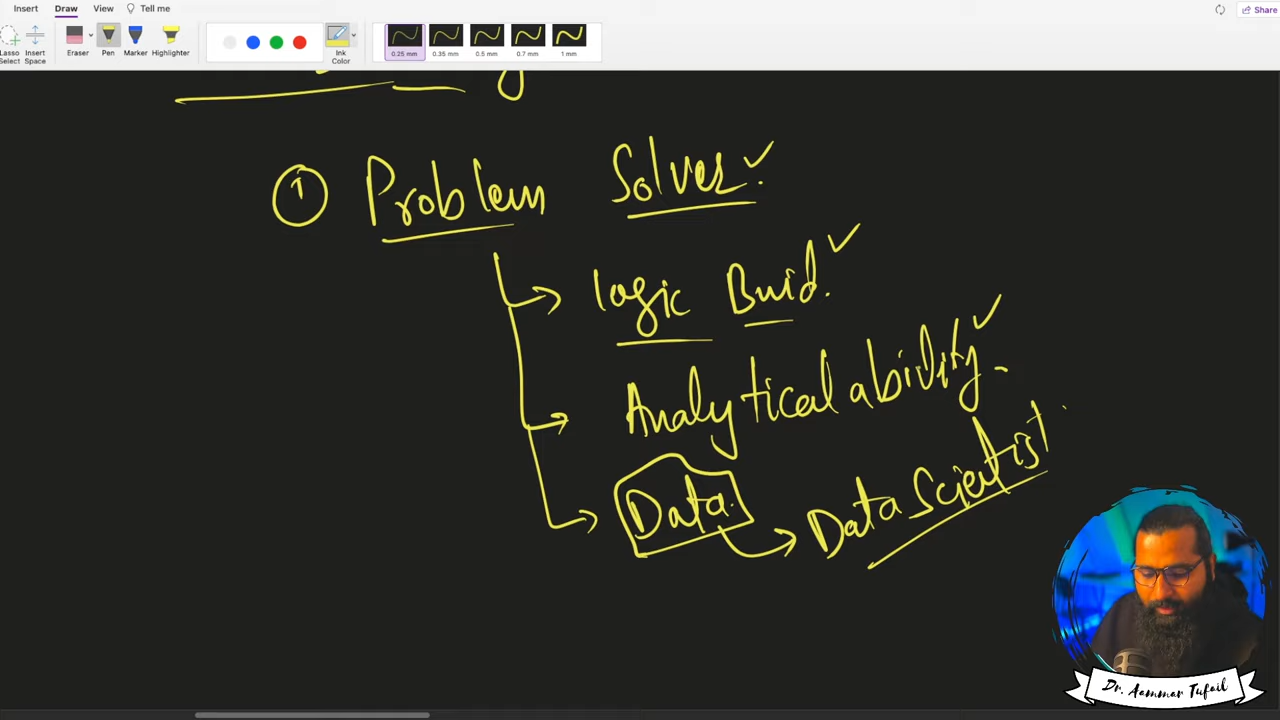 Insert Draw View Tell me
Share
Lasso Select
Insert Space
Eraser
Pen
Marker
Highlighter
Ink Color
0.25 mm
0.35 mm
0.5 mm
0.7 mm
1 mm
① Problem Solver. ✓
logic Buid. ✓
Analytical ability. ✓
Data. → Data Scientist
Dr. Aammar Tufail